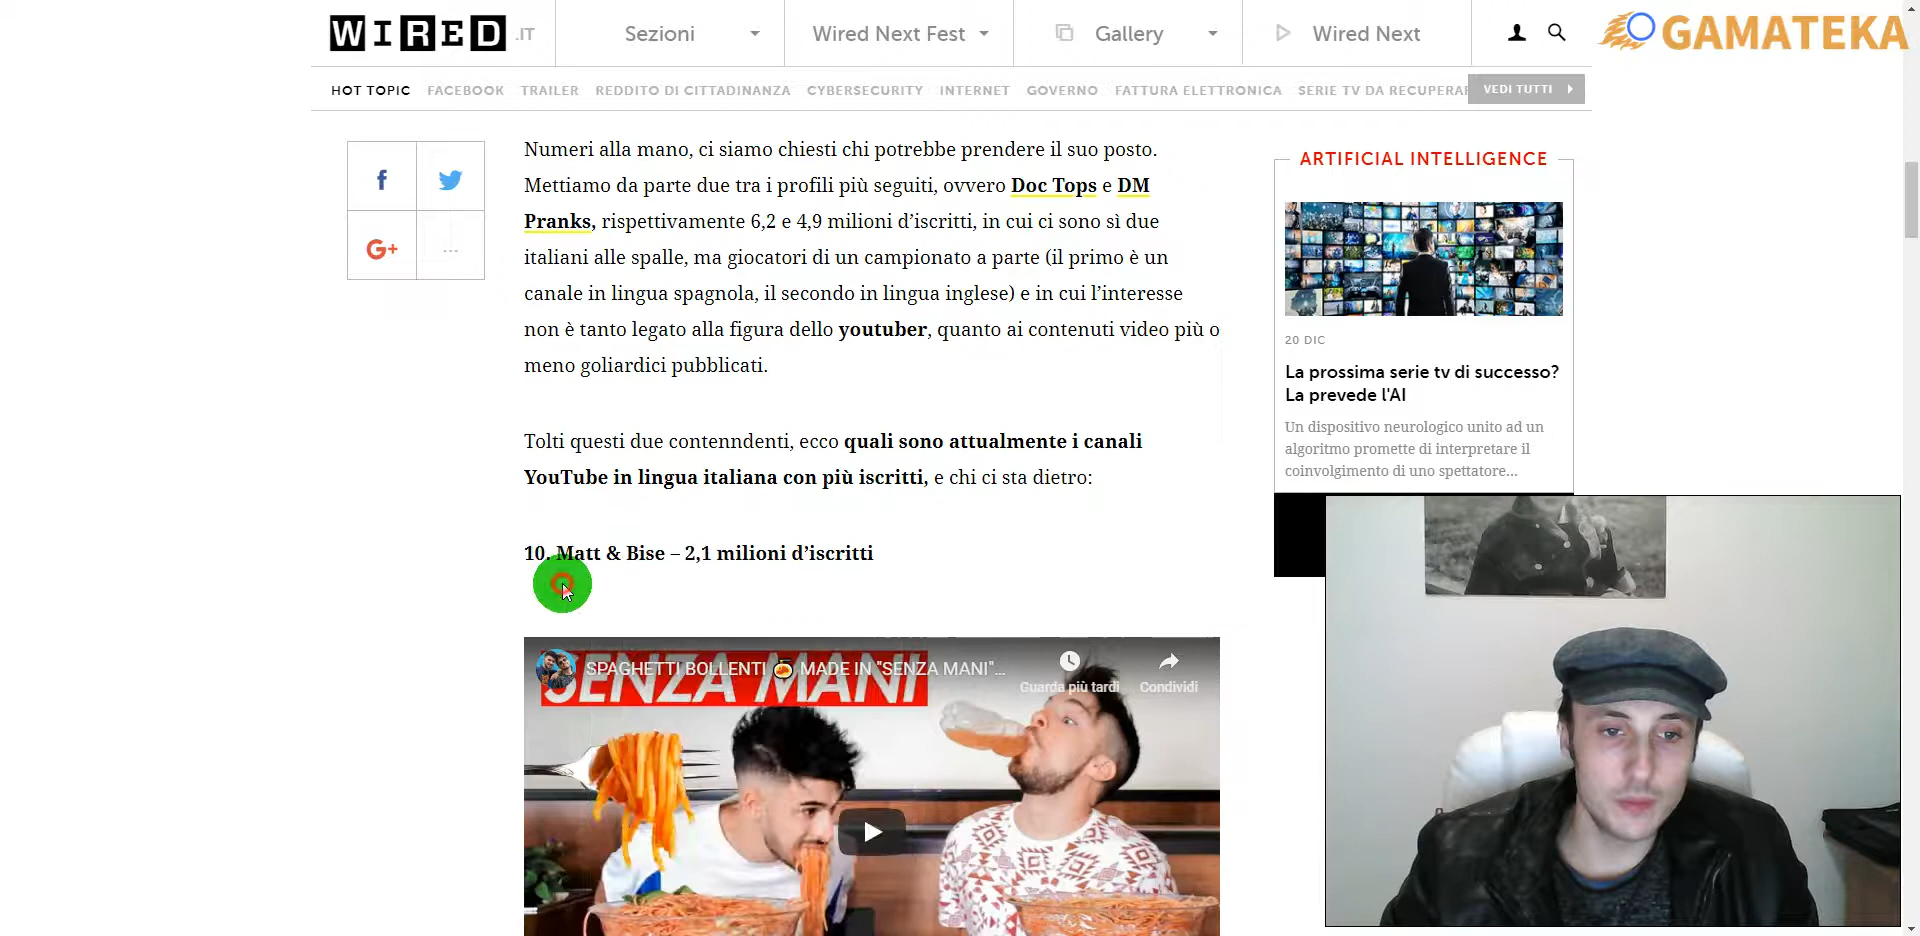 WIRED .IT
Sezioni
Wired Next Fest
Gallery
Wired Next
GAMATEKA
HOT TOPIC FACEBOOK TRAILER REDDITO DI CITTADINANZA CYBERSECURITY INTERNET GOVERNO FATTURA ELETTRONICA SERIE TV DA RECUPERAR
VEDI TUTTI
Numeri alla mano, ci siamo chiesti chi potrebbe prendere il suo posto.
Mettiamo da parte due tra i profili più seguiti, ovvero Doc Tops e DM
Pranks, rispettivamente 6,2 e 4,9 milioni d’iscritti, in cui ci sono sì due
italiani alle spalle, ma giocatori di un campionato a parte (il primo è un
canale in lingua spagnola, il secondo in lingua inglese) e in cui l’interesse
non è tanto legato alla figura dello youtuber, quanto ai contenuti video più o
meno goliardici pubblicati.
Tolti questi due contenndenti, ecco quali sono attualmente i canali
YouTube in lingua italiana con più iscritti, e chi ci sta dietro:
10. Matt & Bise – 2,1 milioni d’iscritti
SPAGHETTI BOLLENTI MADE IN "SENZA MANI"...
Guarda più tardi
Condividi
SENZA MANI
f
G+
...
ARTIFICIAL INTELLIGENCE
20 DIC
La prossima serie tv di successo?
La prevede l'AI
Un dispositivo neurologico unito ad un
algoritmo promette di interpretare il
coinvolgimento di uno spettatore...